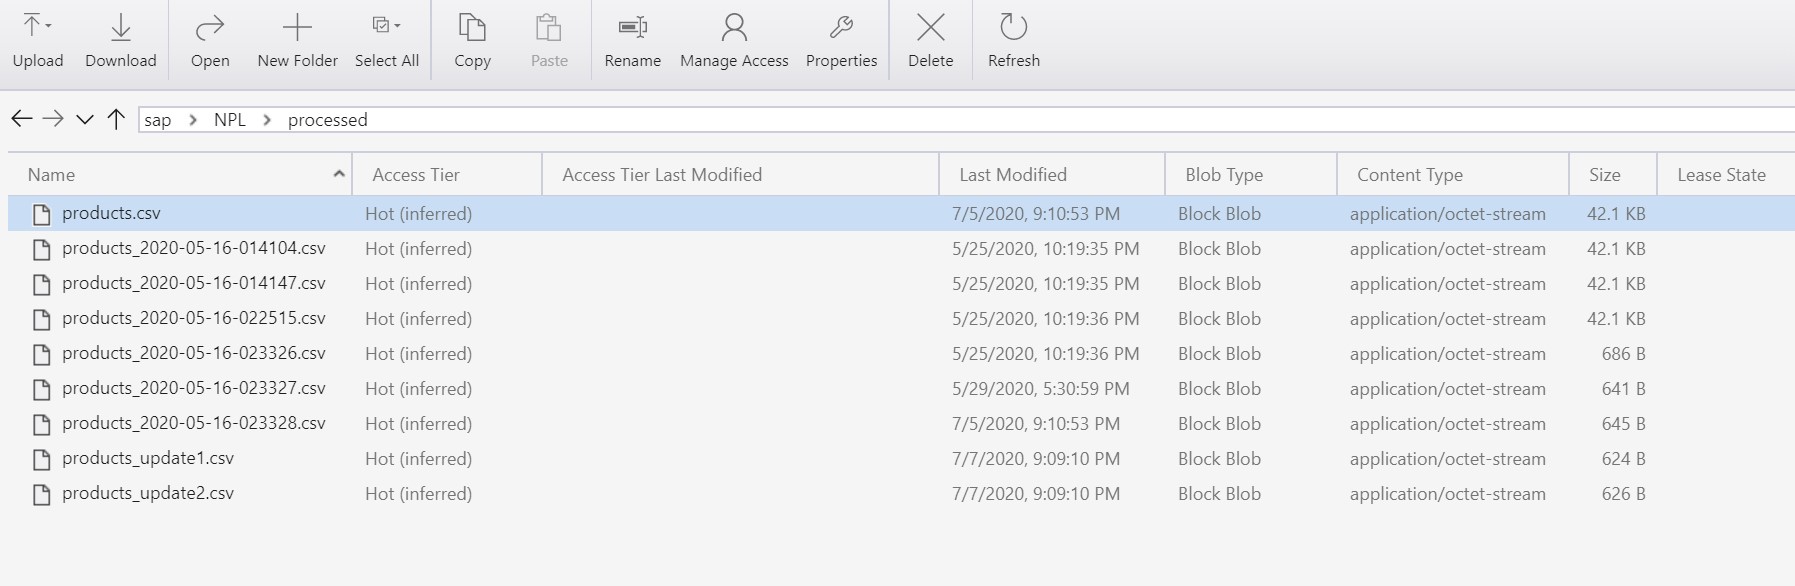 Upload Download Open New Folder Select All Copy Paste Rename Manage Access Properties Delete Refresh
sap > NPL > processed
Name Access Tier Access Tier Last Modified Last Modified Blob Type Content Type Size Lease State
products.csv Hot (inferred) 7/5/2020, 9:10:53 PM Block Blob application/octet-stream 42.1 KB
products_2020-05-16-014104.csv Hot (inferred) 5/25/2020, 10:19:35 PM Block Blob application/octet-stream 42.1 KB
products_2020-05-16-014147.csv Hot (inferred) 5/25/2020, 10:19:35 PM Block Blob application/octet-stream 42.1 KB
products_2020-05-16-022515.csv Hot (inferred) 5/25/2020, 10:19:36 PM Block Blob application/octet-stream 42.1 KB
products_2020-05-16-023326.csv Hot (inferred) 5/25/2020, 10:19:36 PM Block Blob application/octet-stream 686 B
products_2020-05-16-023327.csv Hot (inferred) 5/29/2020, 5:30:59 PM Block Blob application/octet-stream 641 B
products_2020-05-16-023328.csv Hot (inferred) 7/5/2020, 9:10:53 PM Block Blob application/octet-stream 645 B
products_update1.csv Hot (inferred) 7/7/2020, 9:09:10 PM Block Blob application/octet-stream 624 B
products_update2.csv Hot (inferred) 7/7/2020, 9:09:10 PM Block Blob application/octet-stream 626 B